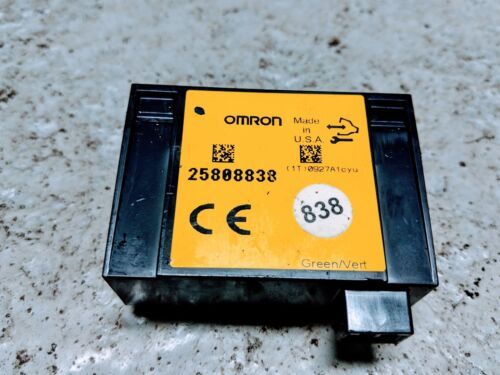 OMRON
Made
in
U.S.A.
25808838
(1T)0927A1cyu
CE
838
Green/Vert